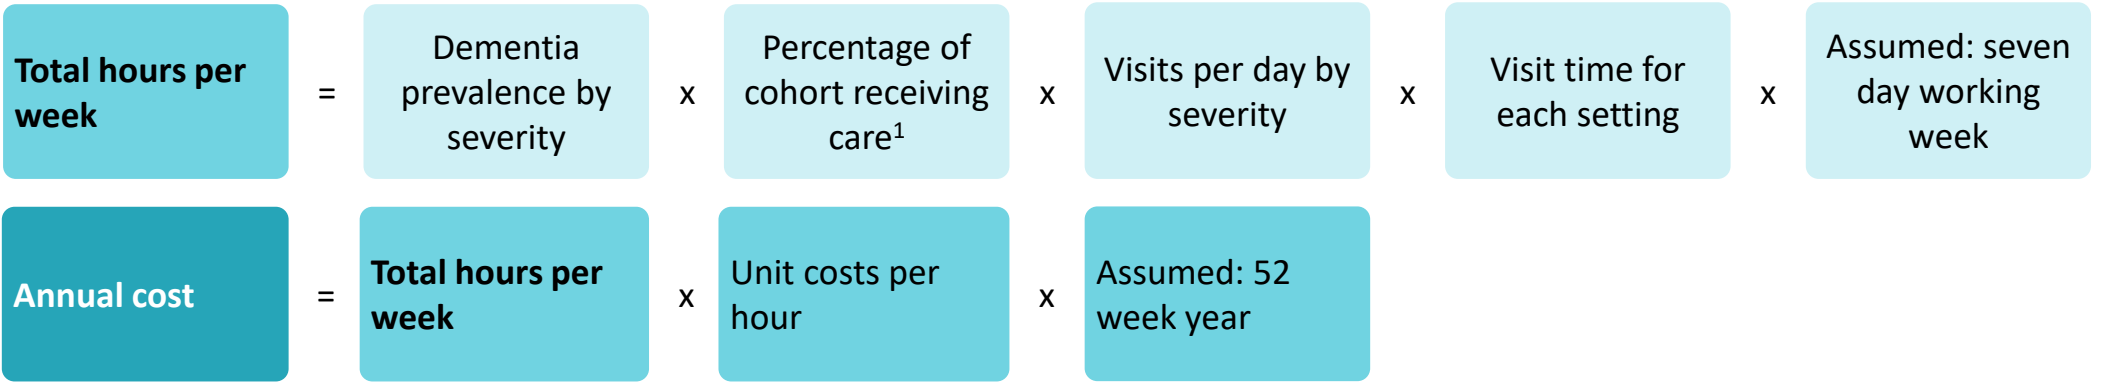 Total hours per
week
=
Dementia
prevalence by
severity
x
Percentage of
cohort receiving
care¹
x
Visits per day by
severity
x
Visit time for
each setting
x
Assumed: seven
day working
week
Annual cost
=
Total hours per
week
x
Unit costs per
hour
x
Assumed: 52
week year